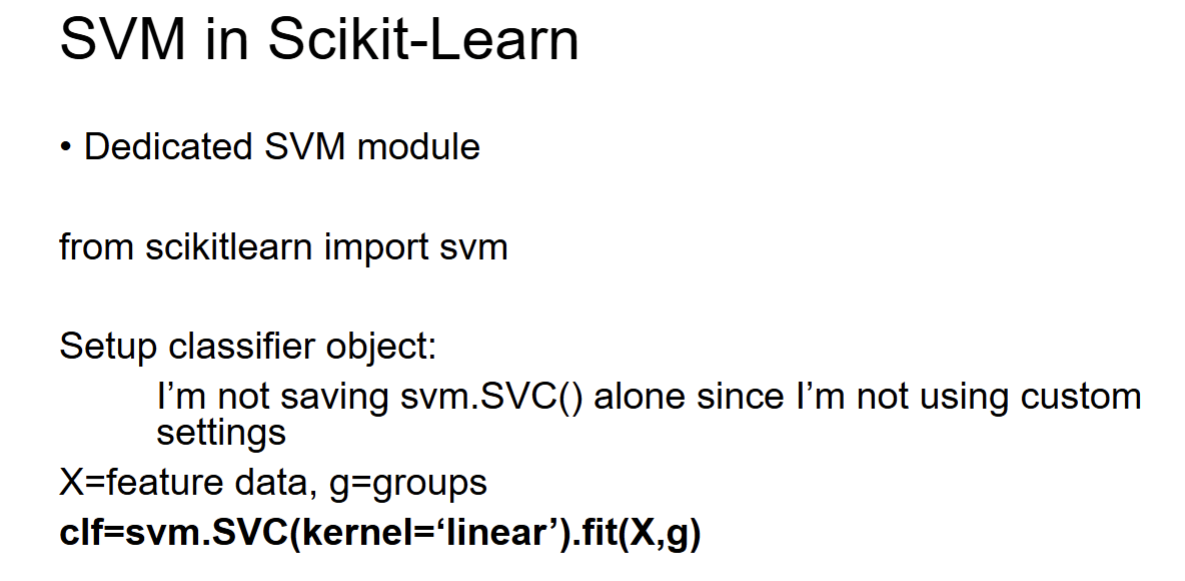 SVM in Scikit-Learn
• Dedicated SVM module
from scikitlearn import svm
Setup classifier object:
I’m not saving svm.SVC() alone since I’m not using custom
settings
X=feature data, g=groups
clf=svm.SVC(kernel=‘linear’).fit(X,g)